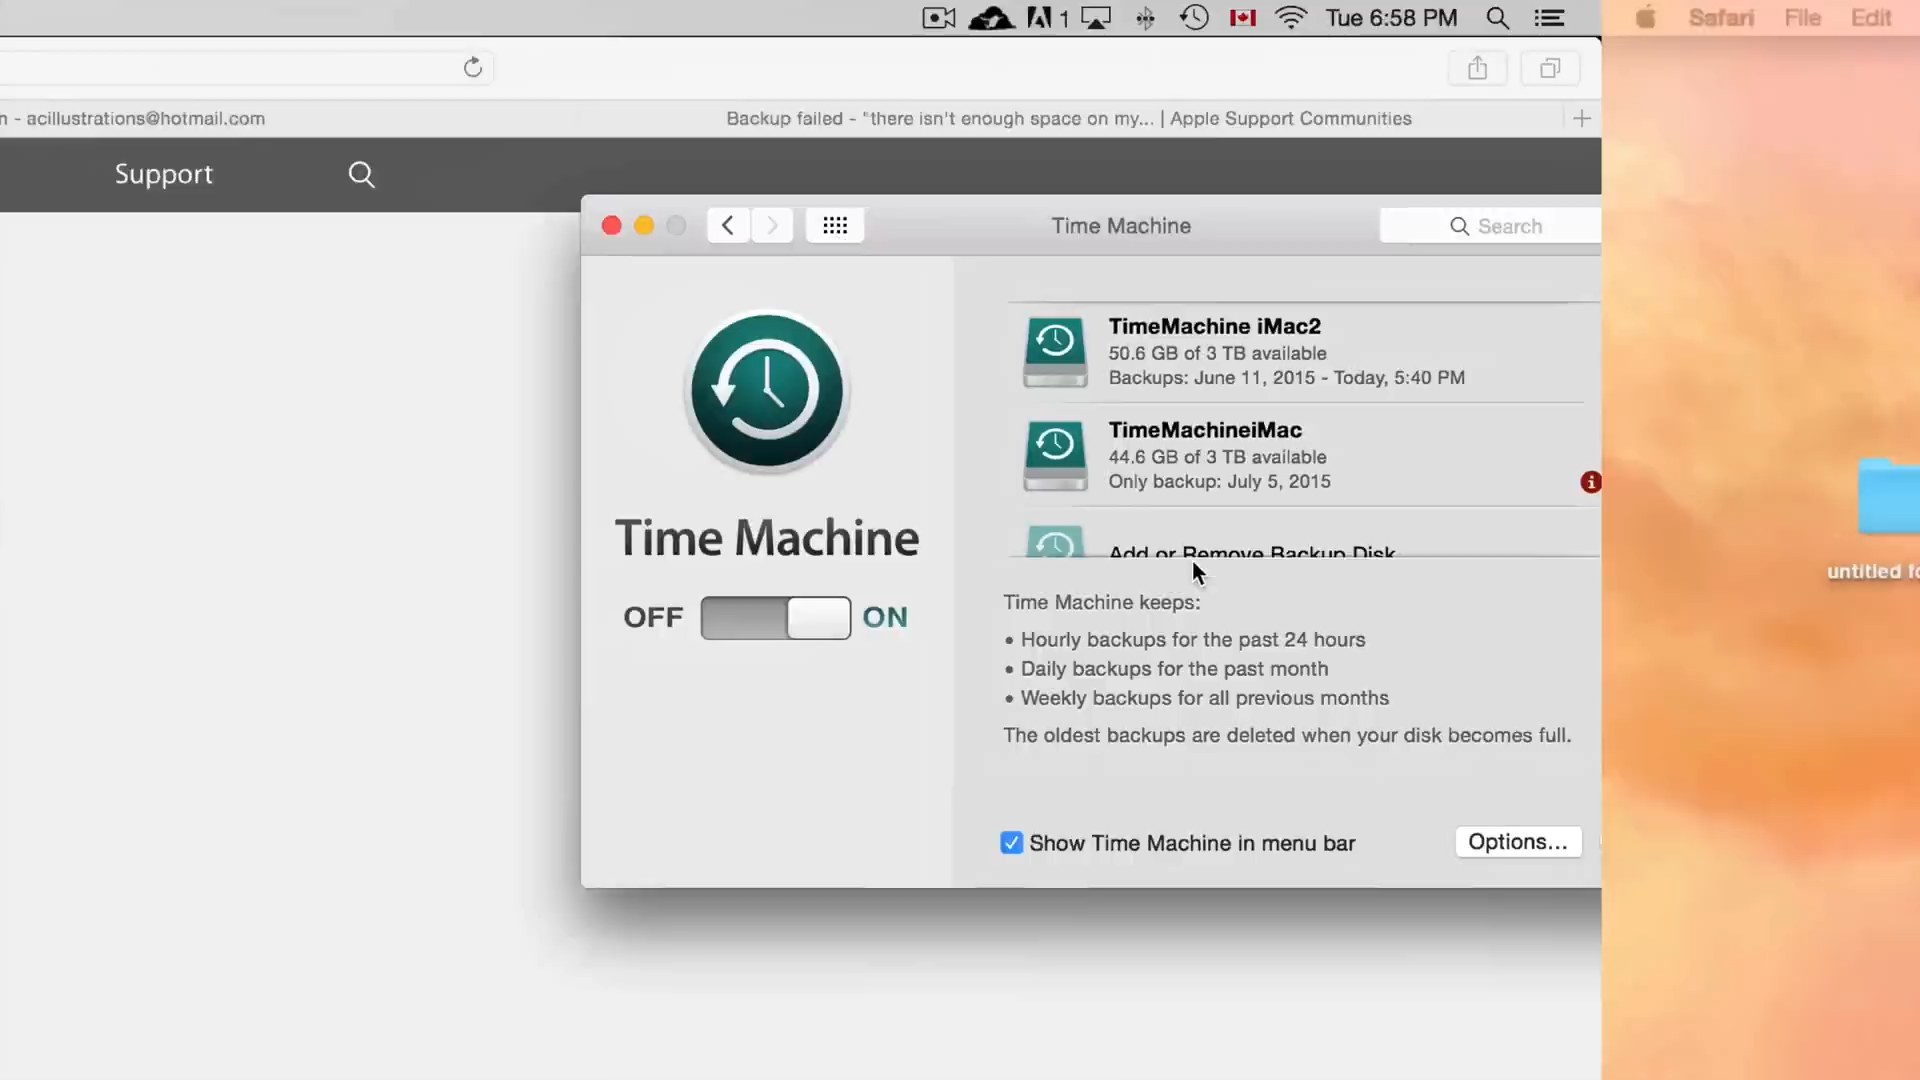 1 Tue 6:58 PM
Safari File Edit
n - acillustrations@hotmail.com
Backup failed - "there isn't enough space on my... | Apple Support Communities
Support
Time Machine
Search
TimeMachine iMac2
50.6 GB of 3 TB available
Backups: June 11, 2015 - Today, 5:40 PM
TimeMachineiMac
44.6 GB of 3 TB available
Only backup: July 5, 2015
Add or Remove Backup Disk
Time Machine
OFF ON
Time Machine keeps:
• Hourly backups for the past 24 hours
• Daily backups for the past month
• Weekly backups for all previous months
The oldest backups are deleted when your disk becomes full.
Show Time Machine in menu bar
Options...
untitled fo